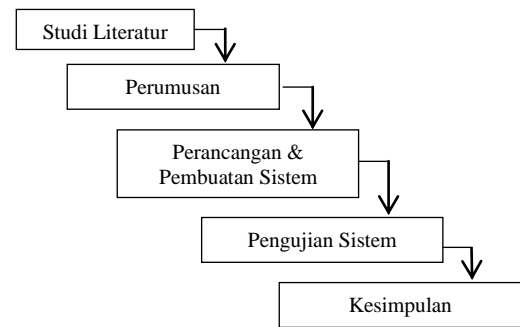 Studi Literatur
Perumusan
Perancangan &
Pembuatan Sistem
Pengujian Sistem
Kesimpulan